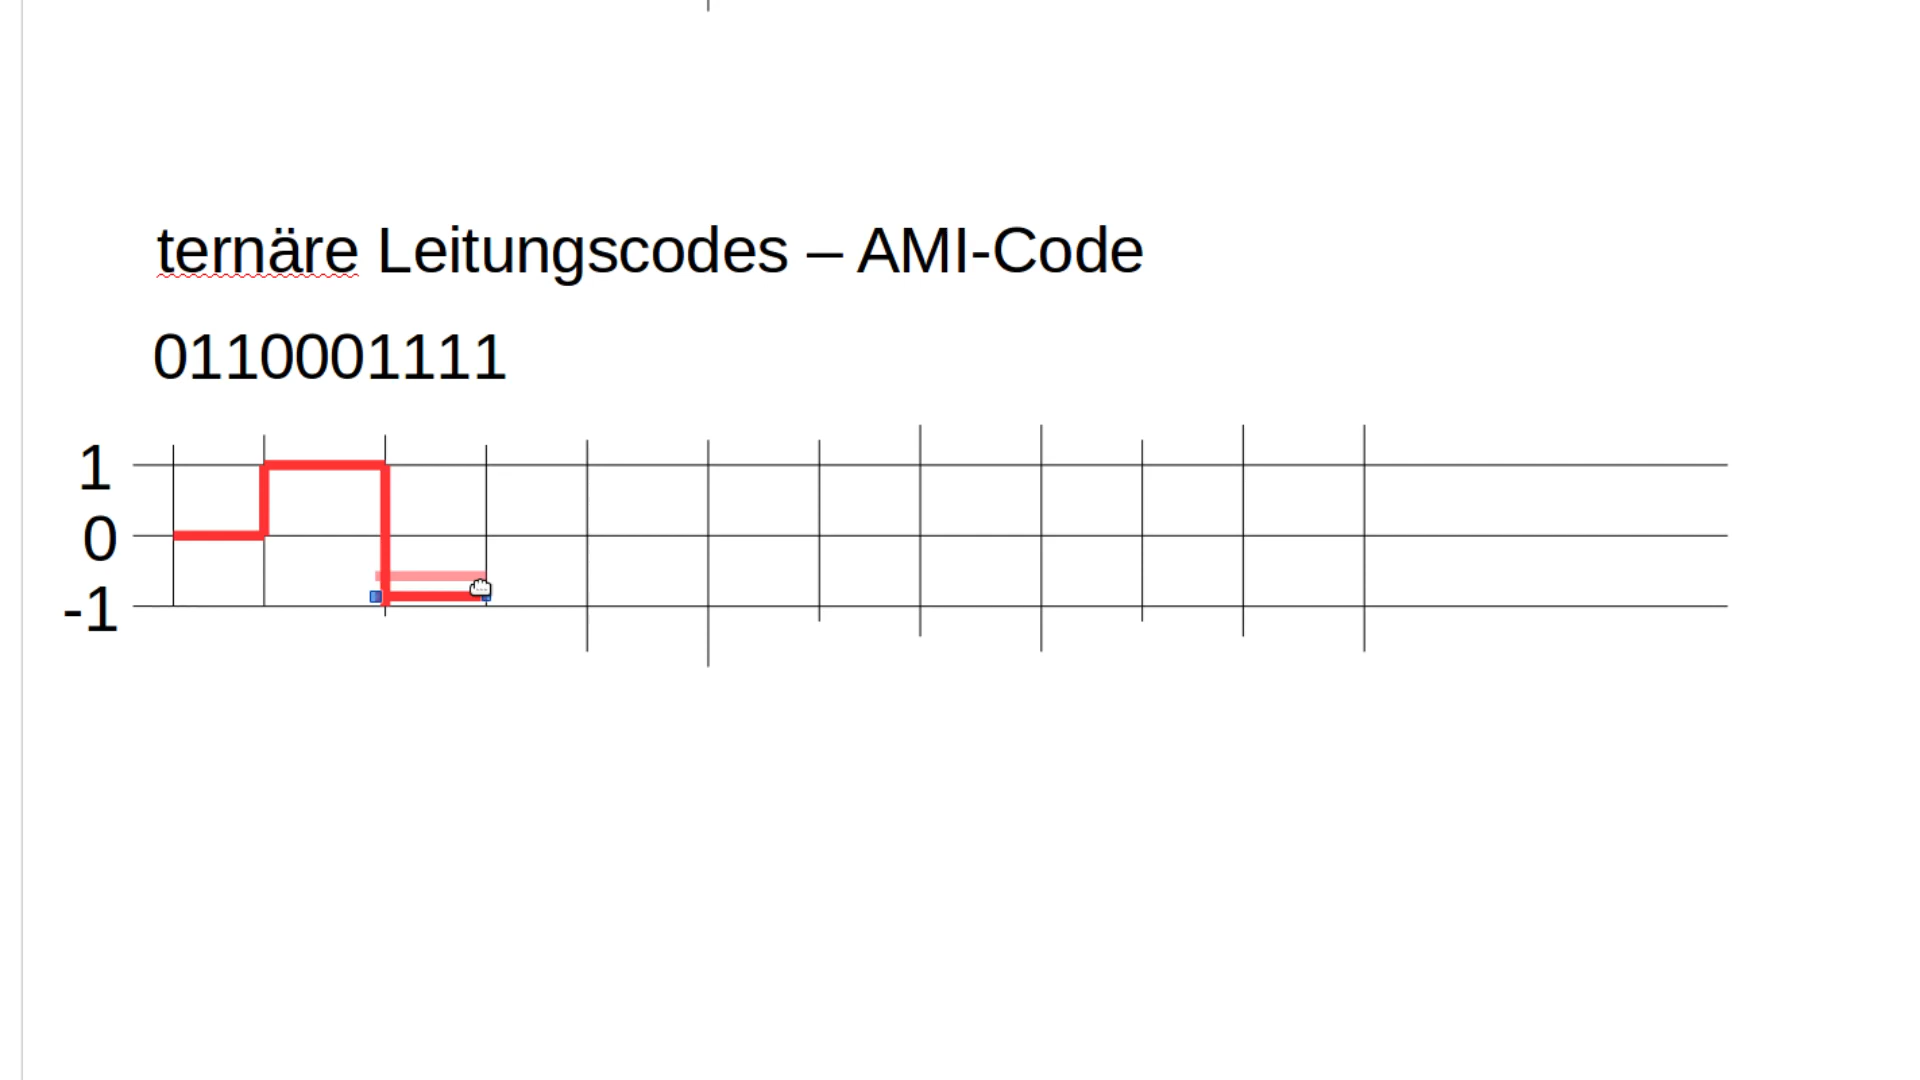 ternäre Leitungscodes – AMI-Code
0110001111
1
0
-1